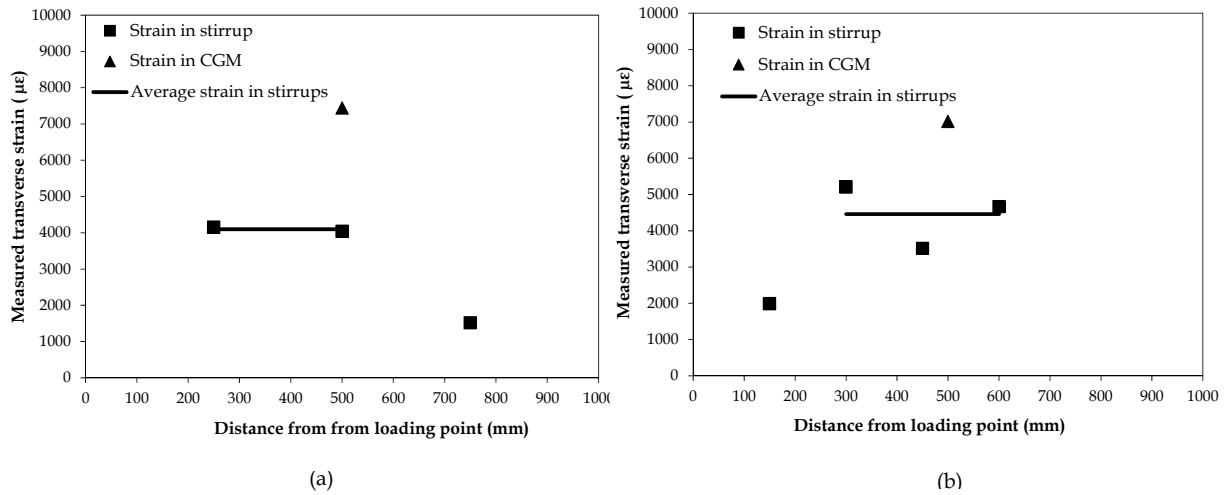 10000
9000
8000
7000
6000
5000
4000
3000
2000
1000
0
Measured transverse strain ( µε)
Strain in stirrup
Strain in CGM
Average strain in stirrups
0 100 200 300 400 500 600 700 800 900 1000
Distance from from loading point (mm)
(a)
10000
9000
8000
7000
6000
5000
4000
3000
2000
1000
0
Measured transverse strain ( µε)
Strain in stirrup
Strain in CGM
Average strain in stirrups
0 100 200 300 400 500 600 700 800 900 1000
Distance from loading point (mm)
(b)